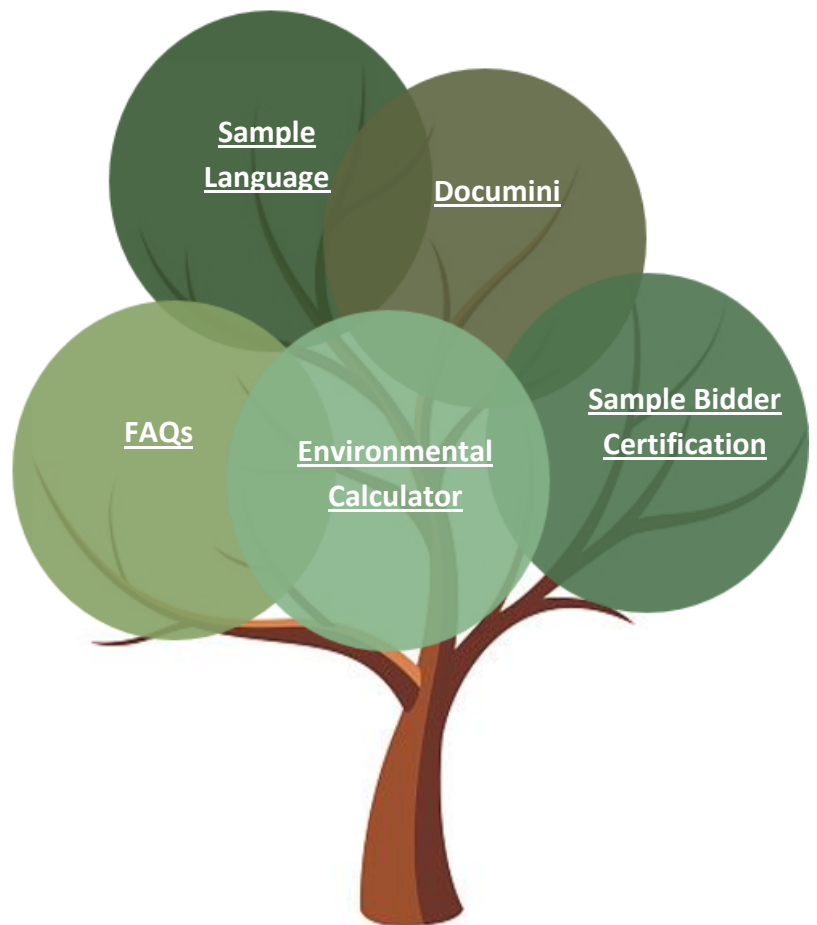 Sample
Language
Documini
Sample Bidder
Certification
FAQs
Environmental
Calculator